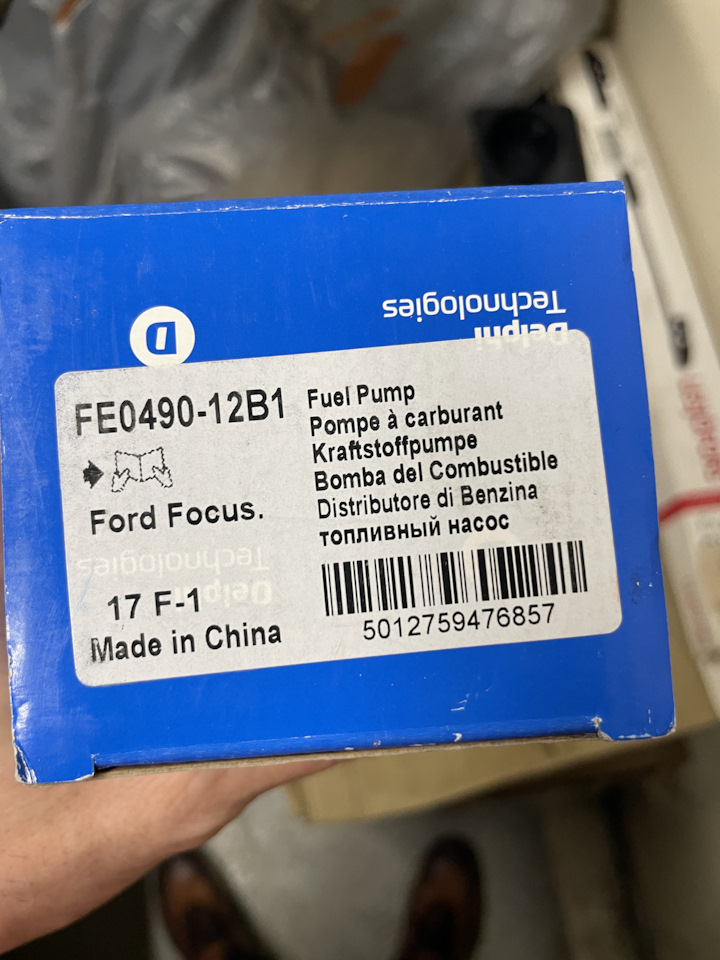 Delphi
Technologies
D
FE0490-12B1
Ford Focus.
Delphi
Technologies
17 F-1
Made in China
Fuel Pump
Pompe à carburant
Kraftstoffpumpe
Bomba del Combustible
Distributore di Benzina
топливный насос
5012759476857